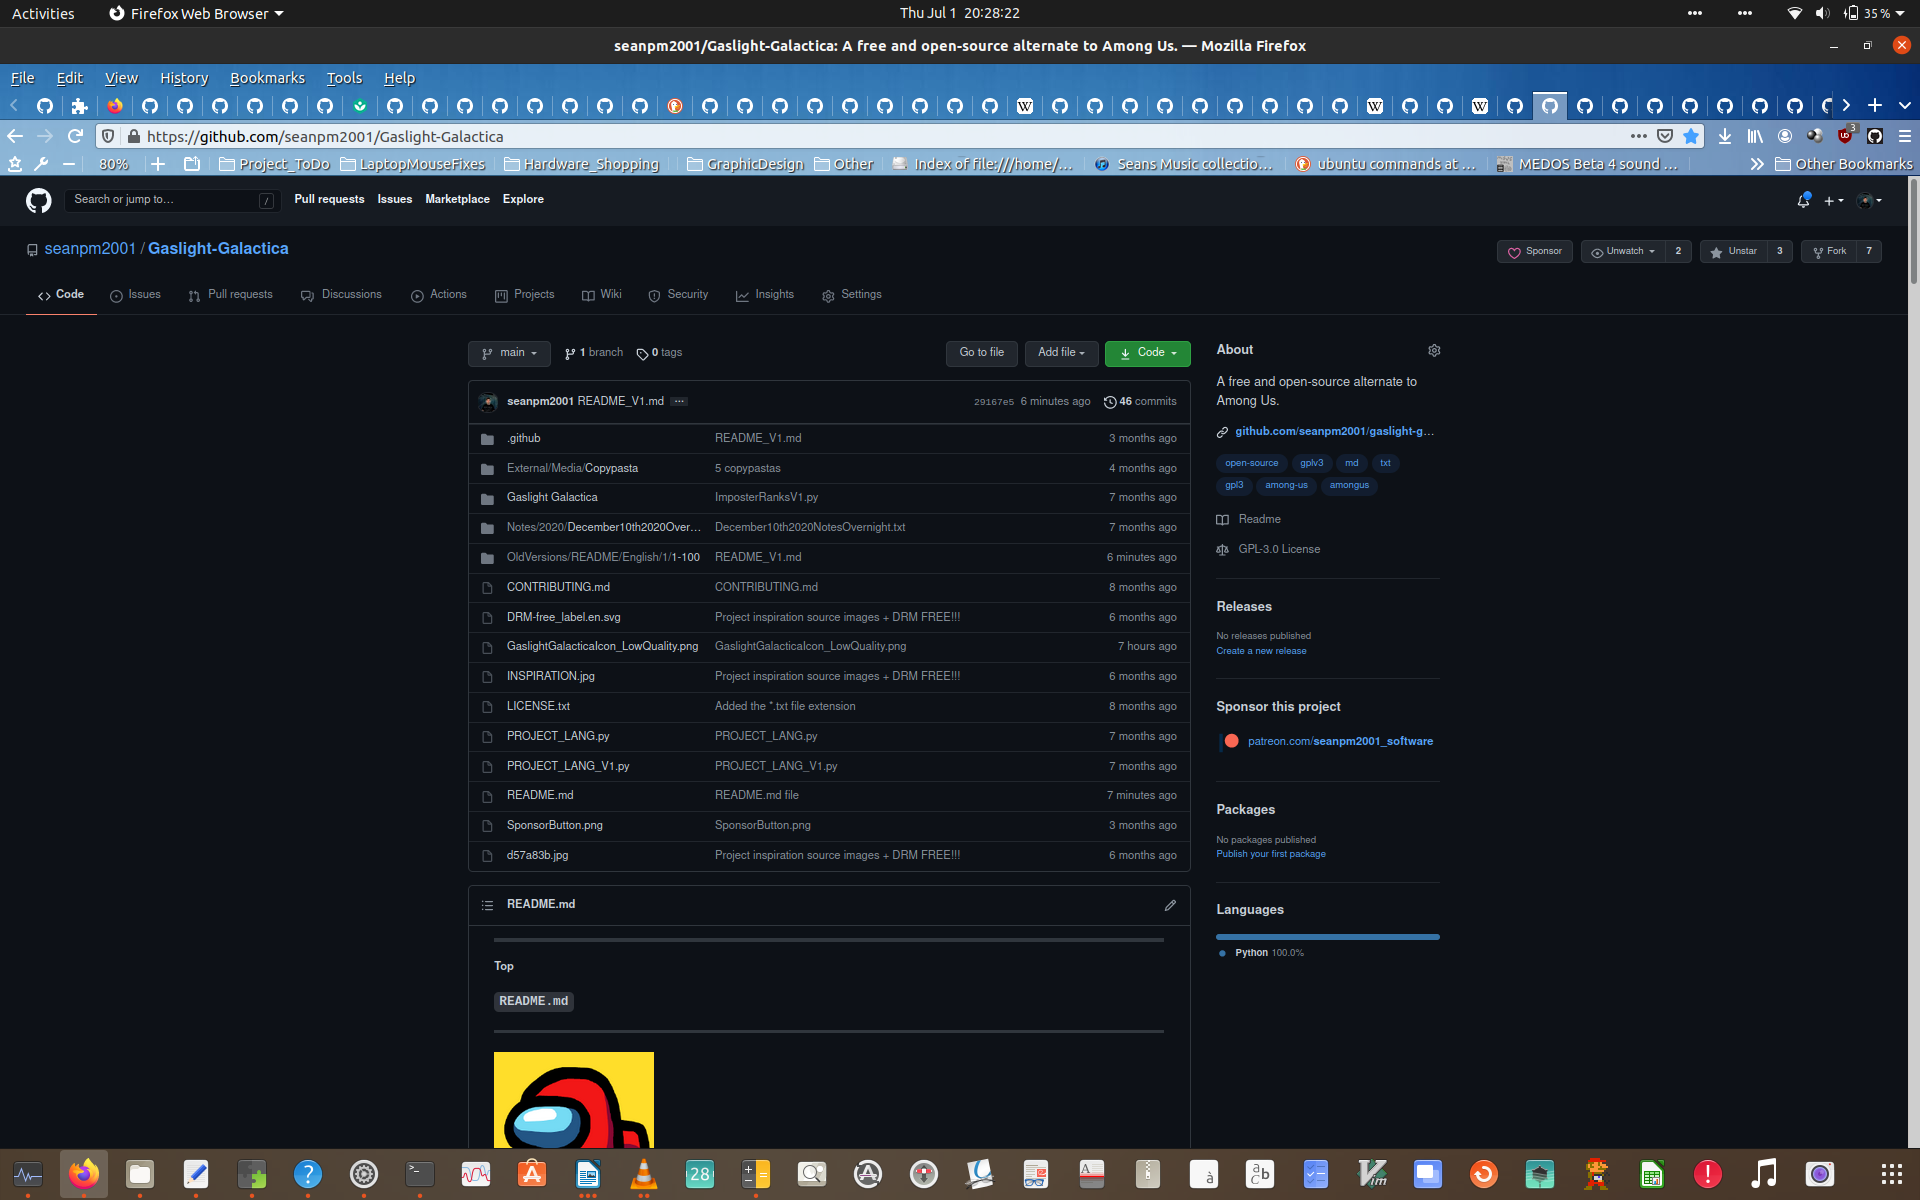 Activities
Firefox Web Browser
Thu Jul 1 20:28:22
35 %
seanpm2001/Gaslight-Galactica: A free and open-source alternate to Among Us. — Mozilla Firefox
File Edit View History Bookmarks Tools Help
https://github.com/seanpm2001/Gaslight-Galactica
3
80%
Project_ToDo
LaptopMouseFixes
Hardware_Shopping
GraphicDesign
Other
Index of file:///home/...
Seans Music collectio...
ubuntu commands at ...
MEDOS Beta 4 sound ...
Other Bookmarks
Search or jump to...
/
Pull requests Issues Marketplace Explore
seanpm2001 / Gaslight-Galactica
Sponsor
Unwatch 2
Unstar 3
Fork 7
Code Issues Pull requests Discussions Actions Projects Wiki Security Insights Settings
main
1 branch
0 tags
Go to file
Add file
Code
seanpm2001 README_V1.md ...
29167e5 6 minutes ago
46 commits
.github README_V1.md 3 months ago
External/Media/Copypasta 5 copypastas 4 months ago
Gaslight Galactica ImposterRanksV1.py 7 months ago
Notes/2020/December10th2020Over... December10th2020NotesOvernight.txt 7 months ago
OldVersions/README/English/1/1-100 README_V1.md 6 minutes ago
CONTRIBUTING.md CONTRIBUTING.md 8 months ago
DRM-free_label.en.svg Project inspiration source images + DRM FREE!!! 6 months ago
GaslightGalacticaIcon_LowQuality.png GaslightGalacticaIcon_LowQuality.png 7 hours ago
INSPIRATION.jpg Project inspiration source images + DRM FREE!!! 6 months ago
LICENSE.txt Added the *.txt file extension 8 months ago
PROJECT_LANG.py PROJECT_LANG.py 7 months ago
PROJECT_LANG_V1.py PROJECT_LANG_V1.py 7 months ago
README.md README.md file 7 minutes ago
SponsorButton.png SponsorButton.png 3 months ago
d57a83b.jpg Project inspiration source images + DRM FREE!!! 6 months ago
README.md
Top
README.md
About
A free and open-source alternate to
Among Us.
github.com/seanpm2001/gaslight-g...
open-source gplv3 md txt
gpl3 among-us amongus
Readme
GPL-3.0 License
Releases
No releases published
Create a new release
Sponsor this project
patreon.com/seanpm2001_software
Packages
No packages published
Publish your first package
Languages
Python 100.0%
28